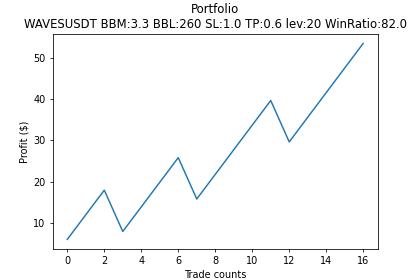 Portfolio
WAVESUSDT BBM:3.3 BBL:260 SL:1.0 TP:0.6 lev:20 WinRatio:82.0
Profit ($)
50
40
30
20
10
0 2 4 6 8 10 12 14 16
Trade counts